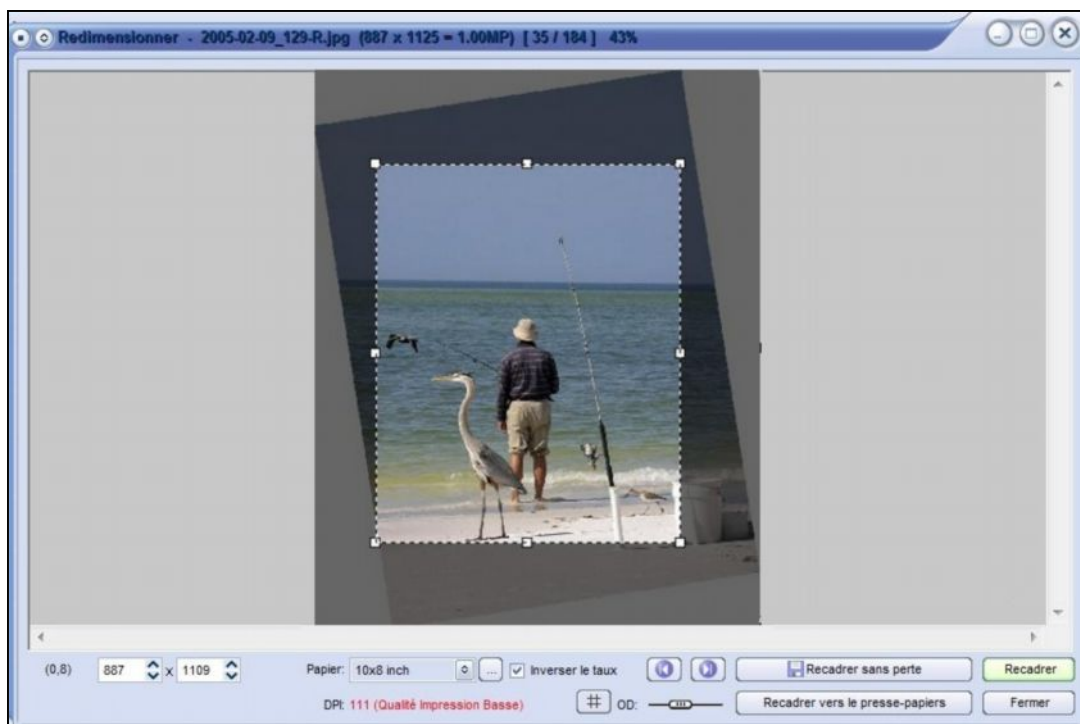 Redimensionner - 2005-02-09_129-R.jpg (887 x 1125 = 1.00MP) [ 35 / 184 ] 43%
(0,8) 887 x 1109 Papier: 10x8 inch ... Inverser le taux Recadrer sans perte Recadrer
DPI: 111 (Qualité Impression Basse) # OD: Recadrer vers le presse-papiers Fermer